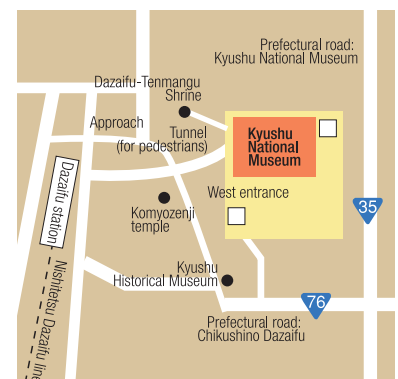 Prefectural road:
Kyushu National Museum
Dazaifu-Tenmangu
Shrine
Approach
Tunnel
(for pedestrians)
Kyushu
National
Museum
Dazaifu station
West entrance
Komyozenji
temple
35
Kyushu
Historical Museum
Nishitetsu Dazaifu line
76
Prefectural road:
Chikushino Dazaifu